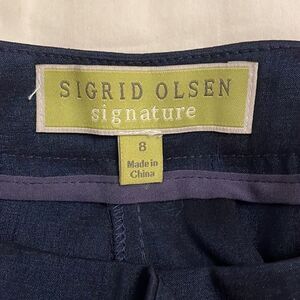 SIGRID OLSEN
signature
8
Made in
China